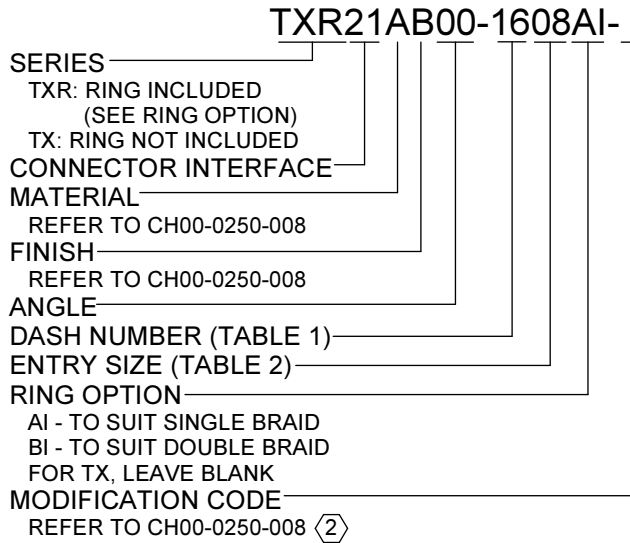 TXR21AB00-1608AI-
SERIES
TXR: RING INCLUDED
(SEE RING OPTION)
TX: RING NOT INCLUDED
CONNECTOR INTERFACE
MATERIAL
REFER TO CH00-0250-008
FINISH
REFER TO CH00-0250-008
ANGLE
DASH NUMBER (TABLE 1)
ENTRY SIZE (TABLE 2)
RING OPTION
AI - TO SUIT SINGLE BRAID
BI - TO SUIT DOUBLE BRAID
FOR TX, LEAVE BLANK
MODIFICATION CODE
REFER TO CH00-0250-008 2